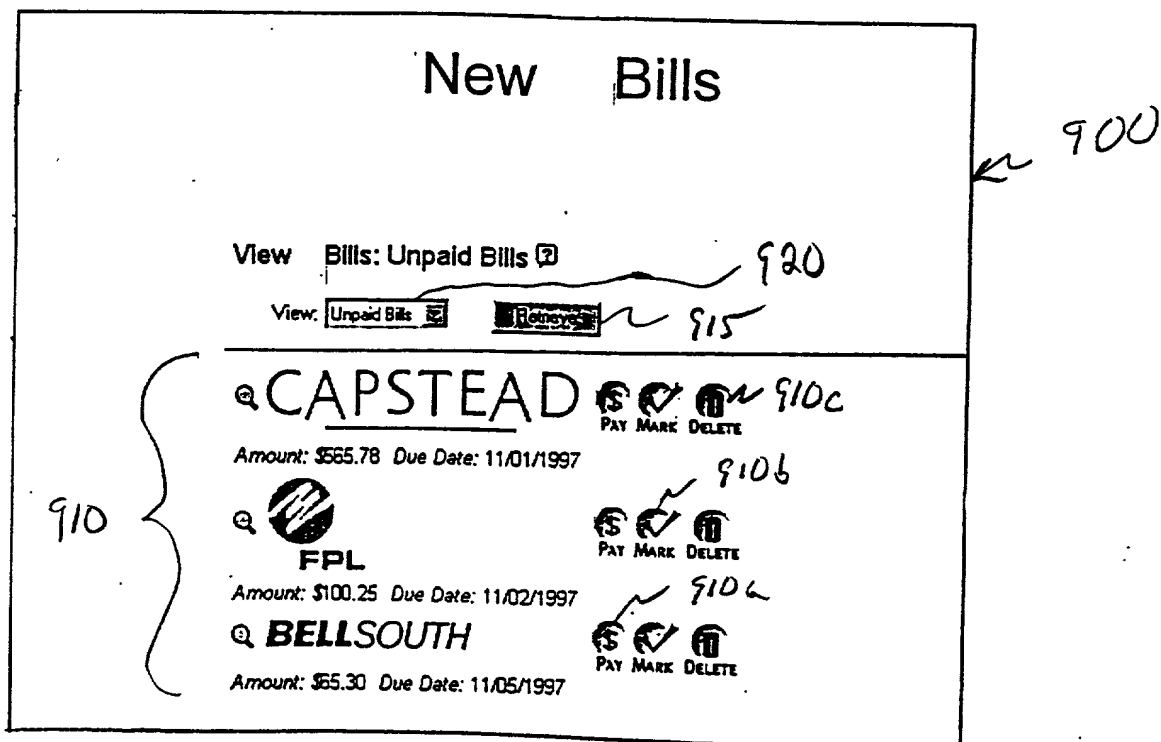 New Bills
900
View Bills: Unpaid Bills ?
920
View: Unpaid Bills
915
CAPSTEAD
PAY MARK DELETE
910c
Amount: $565.78 Due Date: 11/01/1997
910b
910
FPL
PAY MARK DELETE
Amount: $100.25 Due Date: 11/02/1997
910a
BELLSOUTH
PAY MARK DELETE
Amount: $65.30 Due Date: 11/05/1997